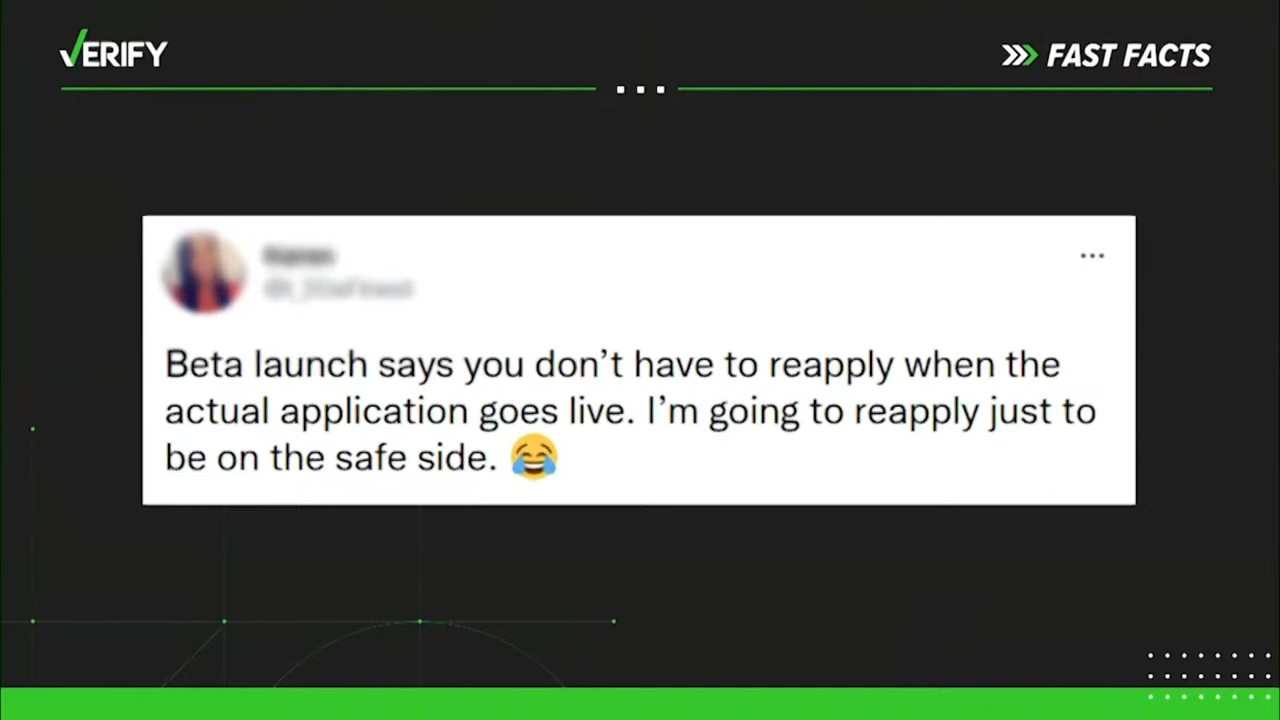 VERIFY
FAST FACTS
Beta launch says you don’t have to reapply when the
actual application goes live. I’m going to reapply just to
be on the safe side. 😂